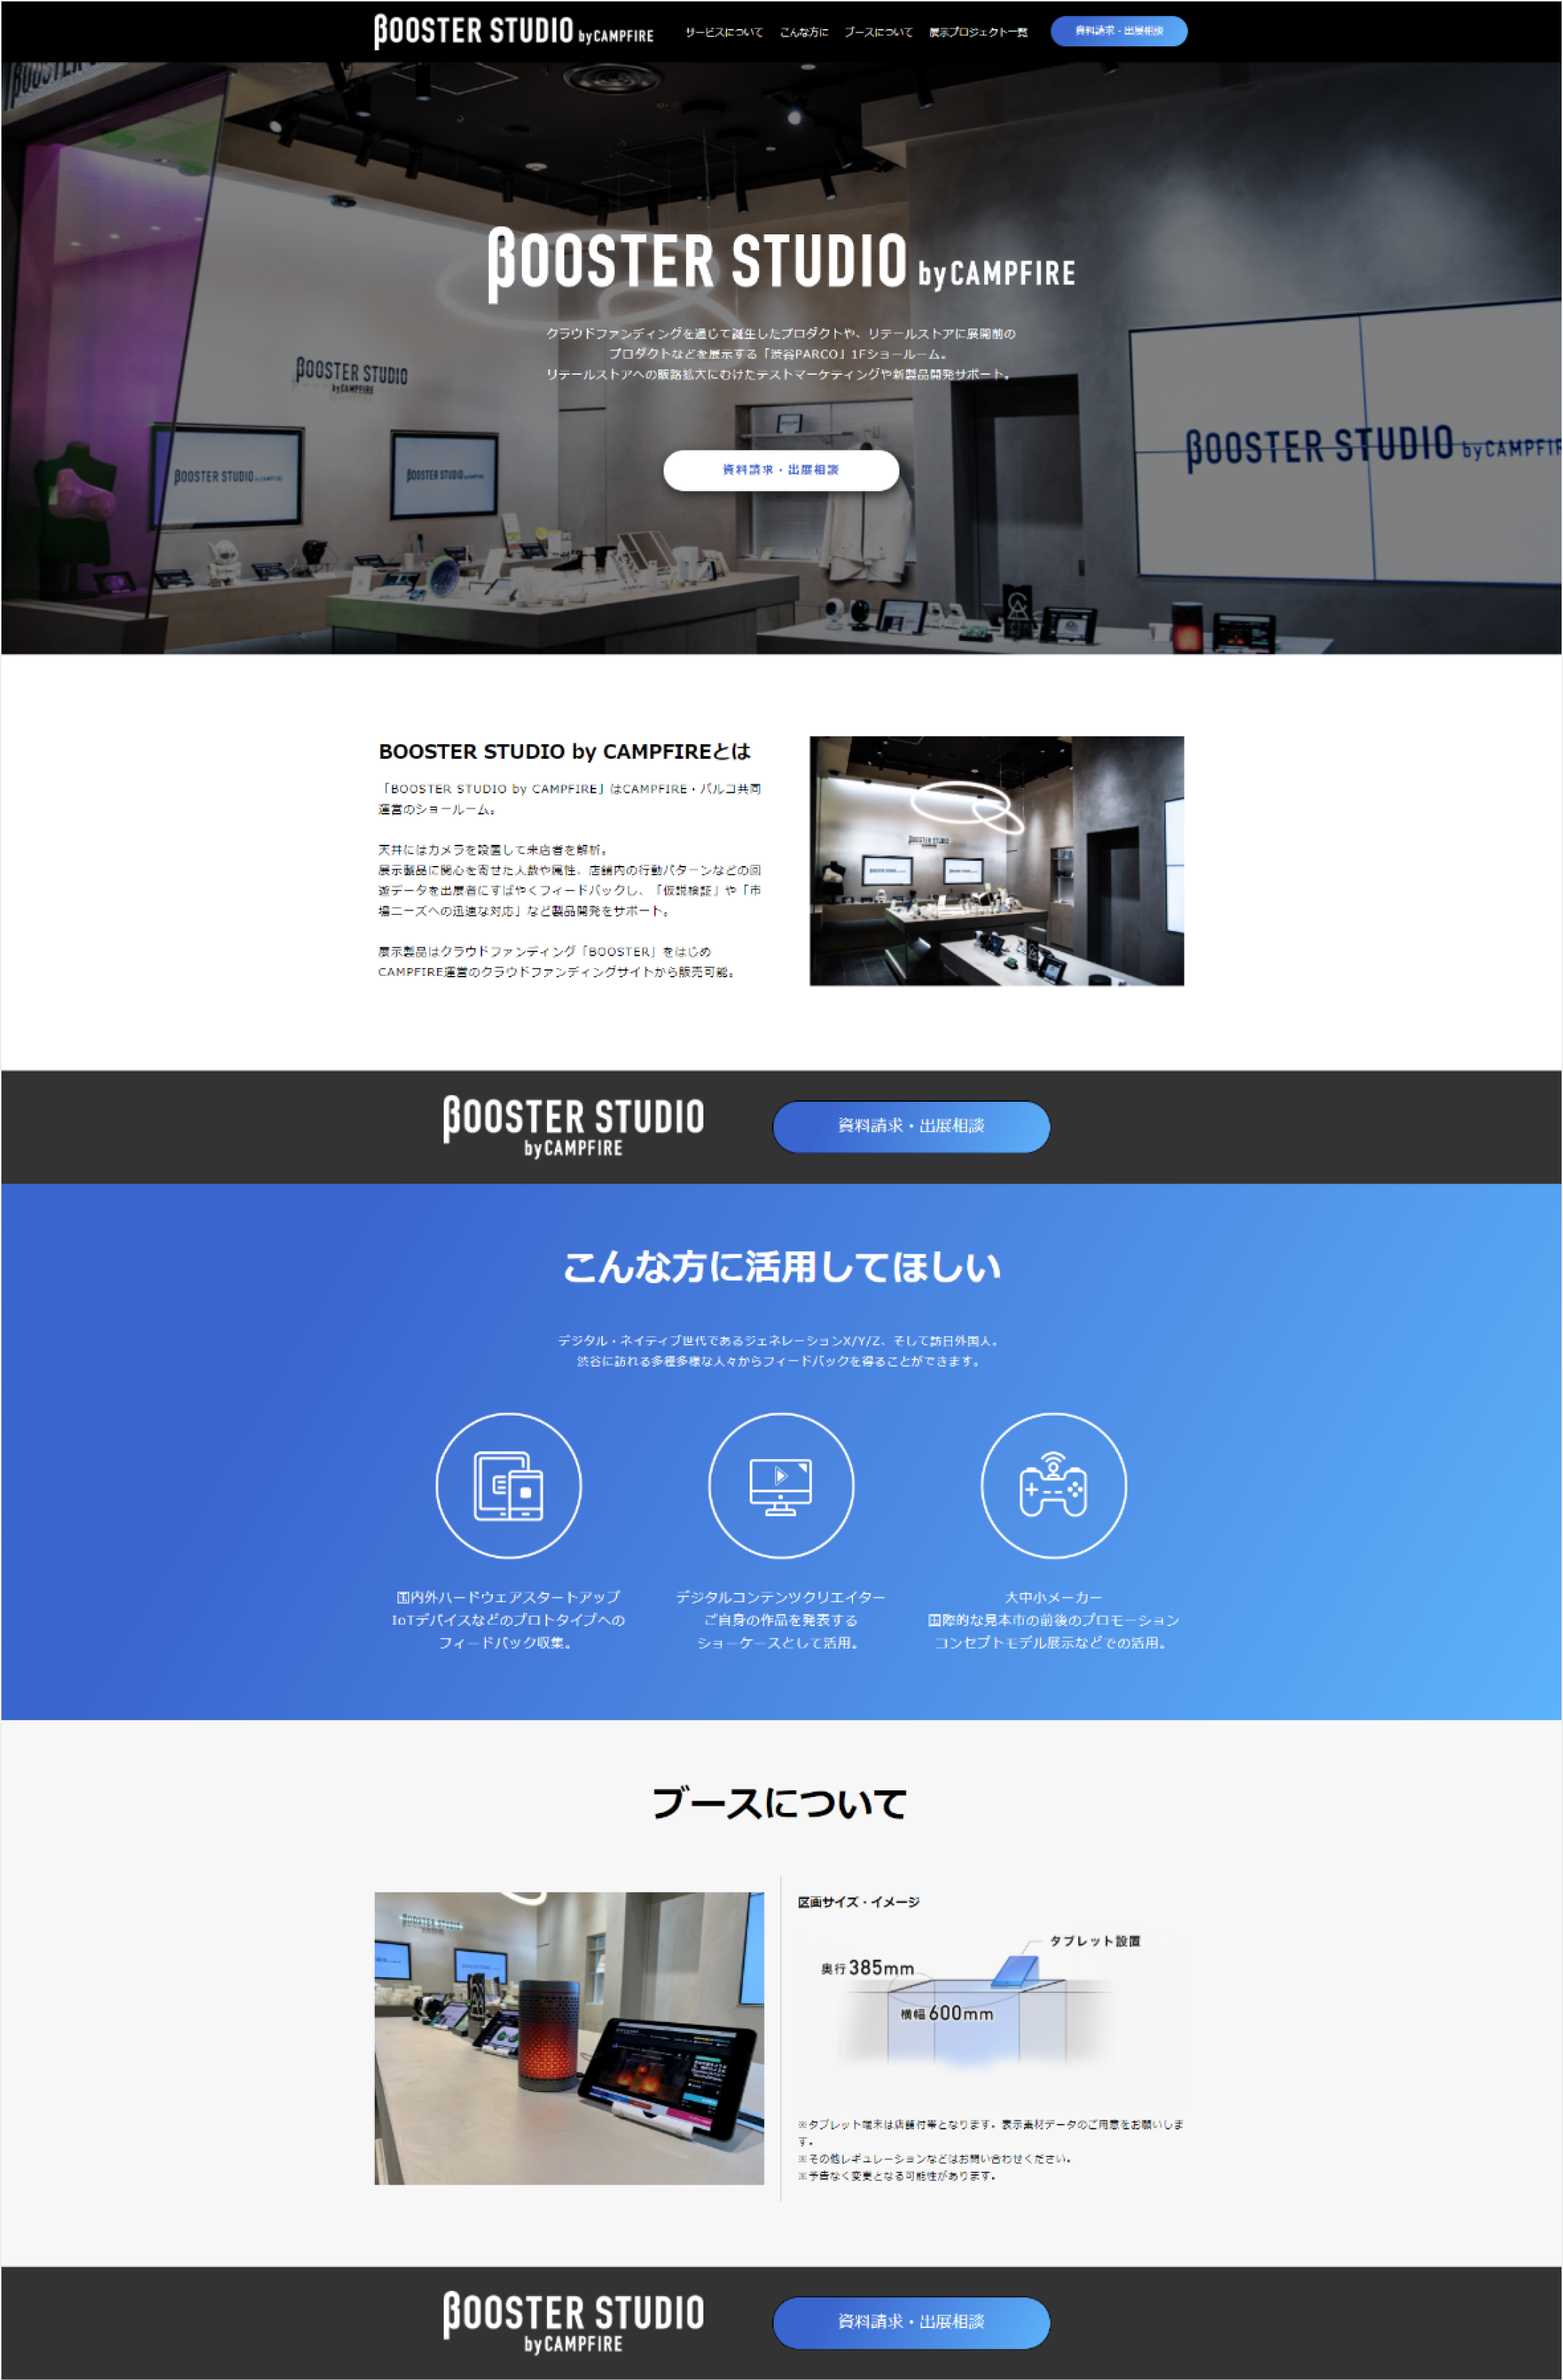 βOOSTER STUDIO by CAMPFIRE
サービスについて
こんな方に
ブースについて
展示プロジェクト一覧
資料請求・出展相談
βOOSTER STUDIO by CAMPFIRE
クラウドファンディングを通じて誕生したプロダクトや、リテールストアに展開前の
プロダクトなどを展示する「渋谷PARCO」1Fショールーム。
リテールストアへの販路拡大にむけたテストマーケティングや新製品開発サポート。
βOOSTER STUDIO
by CAMPFIRE
βOOSTER STUDIO
βOOSTER STUDIO
βOOSTER STUDIO by CAMPFIR
資料請求・出展相談
BOOSTER STUDIO by CAMPFIREとは
「BOOSTER STUDIO by CAMPFIRE」はCAMPFIRE・パルコ共同
運営のショールーム。
天井にはカメラを設置して来店者を解析。
展示製品に関心を寄せた人数や属性、店舗内の行動パターンなどの回
遊データを出展者にすばやくフィードバックし、「仮説検証」や「市
場ニーズへの迅速な対応」など製品開発をサポート。
展示製品はクラウドファンディング「BOOSTER」をはじめ
CAMPFIRE運営のクラウドファンディングサイトから販売可能。
βOOSTER STUDIO
by CAMPFIRE
資料請求・出展相談
こんな方に活用してほしい
デジタル・ネイティブ世代であるジェネレーションX/Y/Z、そして訪日外国人。
渋谷に訪れる多種多様な人々からフィードバックを得ることができます。
国内外ハードウェアスタートアップ
IoTデバイスなどのプロトタイプへの
フィードバック収集。
デジタルコンテンツクリエイター
ご自身の作品を発表する
ショーケースとして活用。
大中小メーカー
国際的な見本市の前後のプロモーション
コンセプトモデル展示などでの活用。
ブースについて
区画サイズ・イメージ
タブレット設置
奥行385mm
横幅600mm
※タブレット端末は店舗付帯となります。表示素材データのご用意をお願いしま
す。
※その他レギュレーションなどはお問い合わせください。
※予告なく変更となる可能性があります。
βOOSTER STUDIO
by CAMPFIRE
資料請求・出展相談